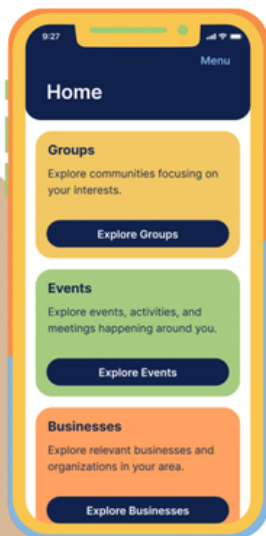 9:27
Menu
Home
Groups
Explore communities focusing on
your interests.
Explore Groups
Events
Explore events, activities, and
meetings happening around you.
Explore Events
Businesses
Explore relevant businesses and
organizations in your area.
Explore Businesses